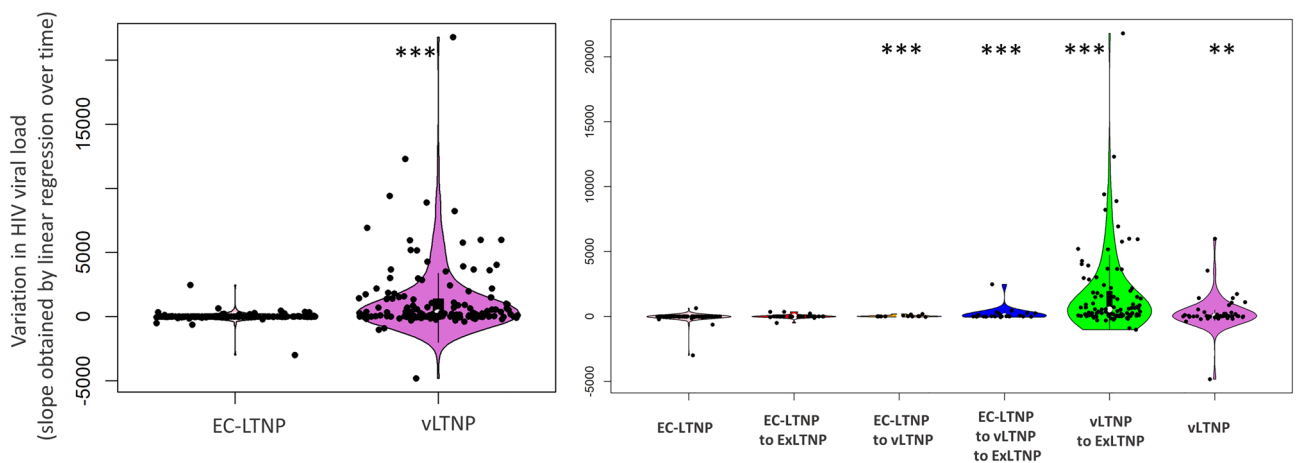 Variation in HIV viral load
(slope obtained by linear regression over time)
15000
5000
0
-5000
***
EC-LTNP
vLTNP
20000
15000
10000
5000
0
-5000
***
***
***
**
EC-LTNP
EC-LTNP
to ExLTNP
EC-LTNP
to vLTNP
EC-LTNP
to vLTNP
to ExLTNP
vLTNP
to ExLTNP
vLTNP